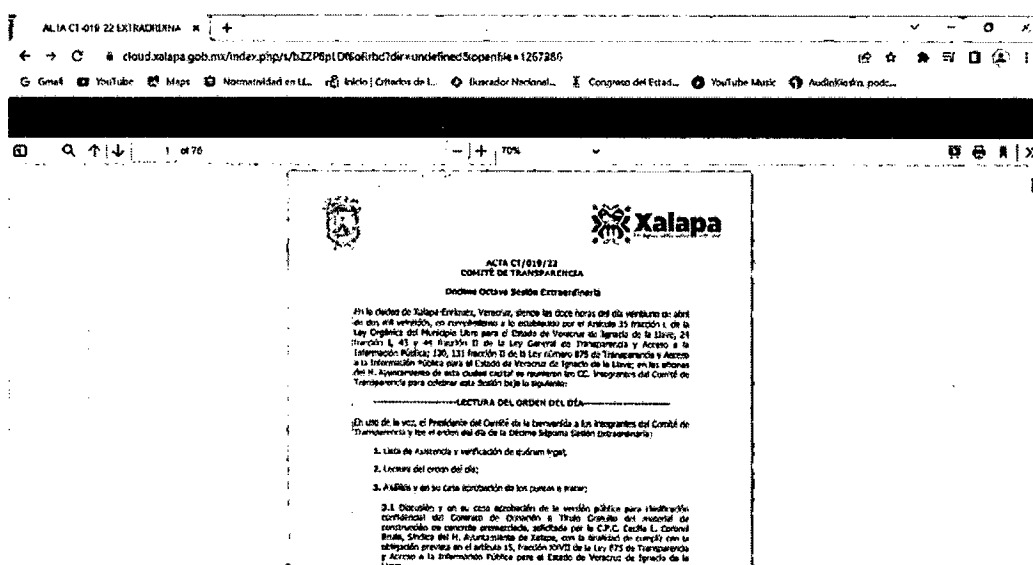 ALTA CT-019 22 EXTRAORDINA × +
cloud.xalapa.gob.mx/index.php/s/
Gmail YouTube Maps Normatividad en LL... Inicio | Criterios de L... Buscador Nacional... Congreso del Estad... YouTube Music AudioKiosko, podc...
1 of 76 − + 70%
Xalapa
ACTA CT/019/22
COMITÉ DE TRANSPARENCIA
Décimo Octava Sesión Extraordinaria
En la ciudad de Xalapa-Enríquez, Veracruz, siendo las doce horas del día veintiuno de abril
de dos mil veintidós, en cumplimiento a lo establecido por el Artículo 35 fracción I, de la
Ley Orgánica del Municipio Libre para el Estado de Veracruz de Ignacio de la Llave; 24
fracción I, 43 y 44 fracción II de la Ley General de Transparencia y Acceso a la
Información Pública; 130, 131 fracción II de la Ley número 875 de Transparencia y Acceso
a la Información Pública para el Estado de Veracruz de Ignacio de la Llave; en las oficinas
del H. Ayuntamiento de esta ciudad capital se reunieron los CC. Integrantes del Comité de
Transparencia para celebrar esta Sesión bajo la siguiente:
LECTURA DEL ORDEN DEL DÍA
En uso de la voz, el Presidente del Comité da la bienvenida a los integrantes del Comité de
Transparencia y lee el orden del día de la Décimo Séptima Sesión Extraordinaria:
1. Lista de Asistencia y verificación de quórum legal;
2. Lectura del orden del día;
3. Análisis y en su caso aprobación de los puntos a tratar;
3.1 Discusión y en su caso aprobación de la versión pública para clasificación
confidencial del Contrato de Donación a Título Gratuito del material de
construcción de concreto premezclado, solicitada por la C.P.C. Cecilia L. Coronel
Brizio, Síndica del H. Ayuntamiento de Xalapa, con la finalidad de cumplir con la
obligación prevista en el artículo 15, fracción XXVII de la Ley 875 de Transparencia
y Acceso a la Información Pública para el Estado de Veracruz de Ignacio de la